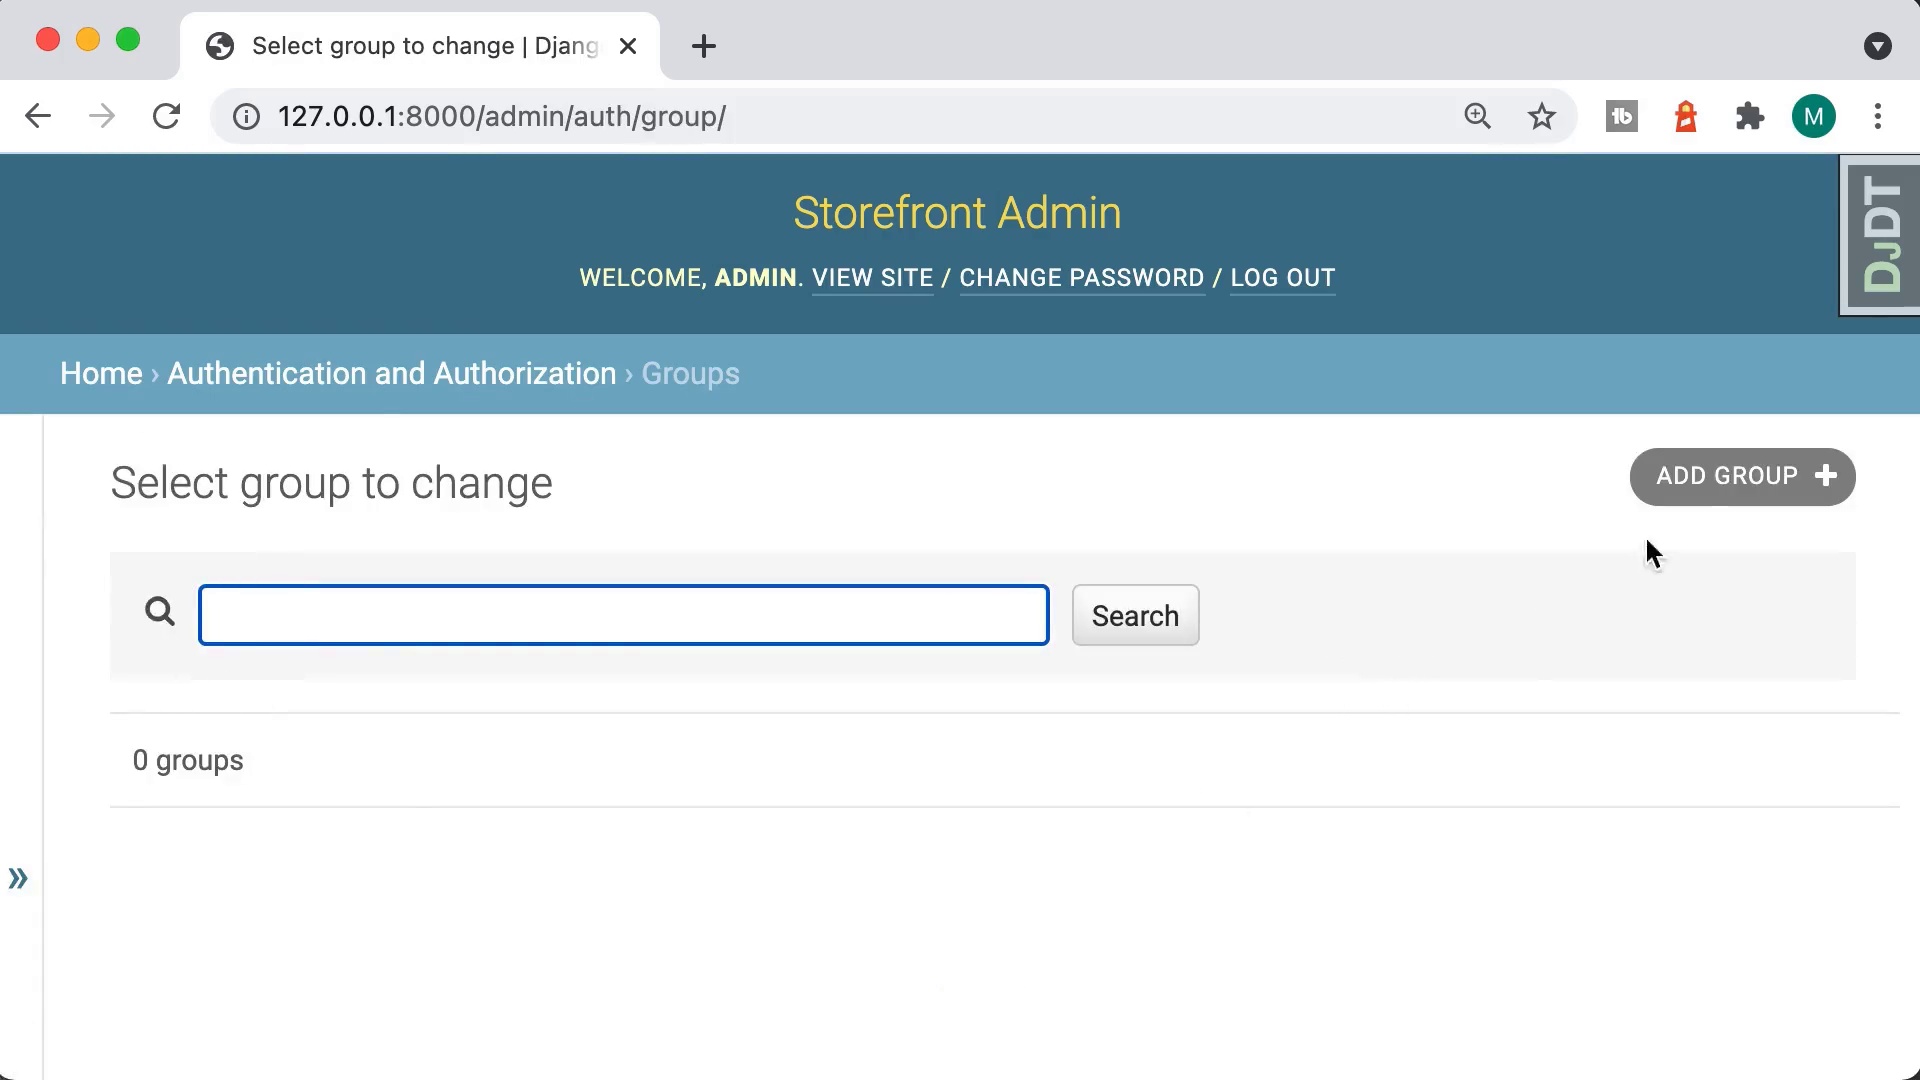 Select group to change | Djang
127.0.0.1:8000/admin/auth/group/
M
Storefront Admin
WELCOME, ADMIN. VIEW SITE / CHANGE PASSWORD / LOG OUT
DJDT
Home › Authentication and Authorization › Groups
Select group to change
ADD GROUP +
Search
0 groups
»